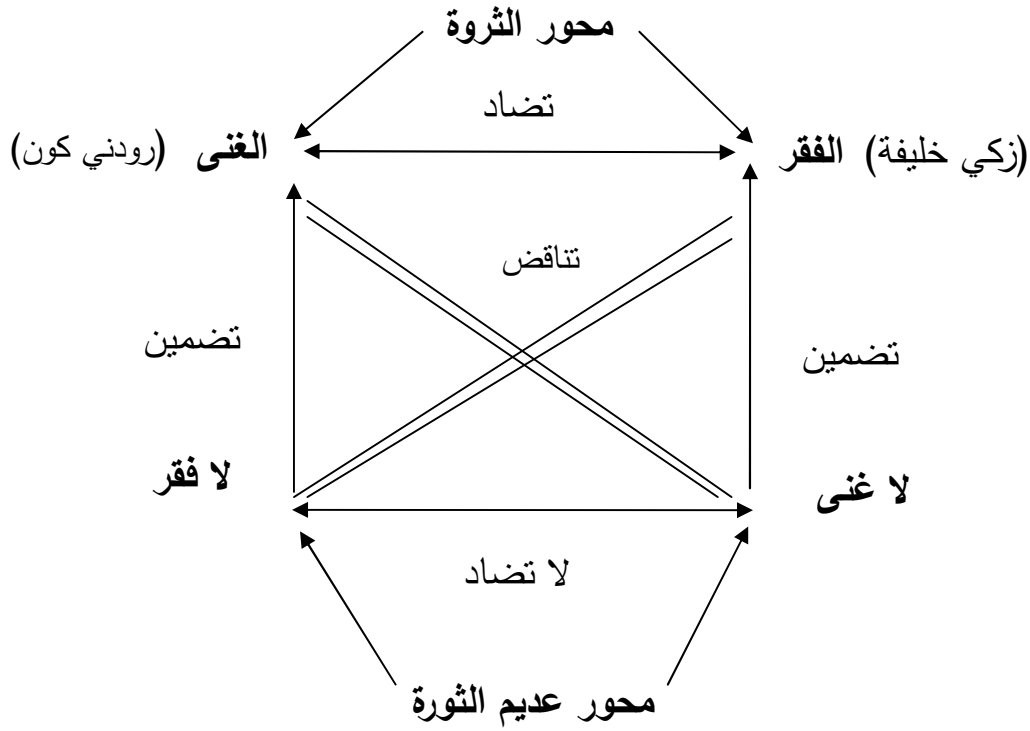 محور الثروة
تضاد
(زكي خليفة) الفقر
الغنى (رودني كون)
تناقض
تضمين
تضمين
لا غنى
لا فقر
لا تضاد
محور عديم الثورة